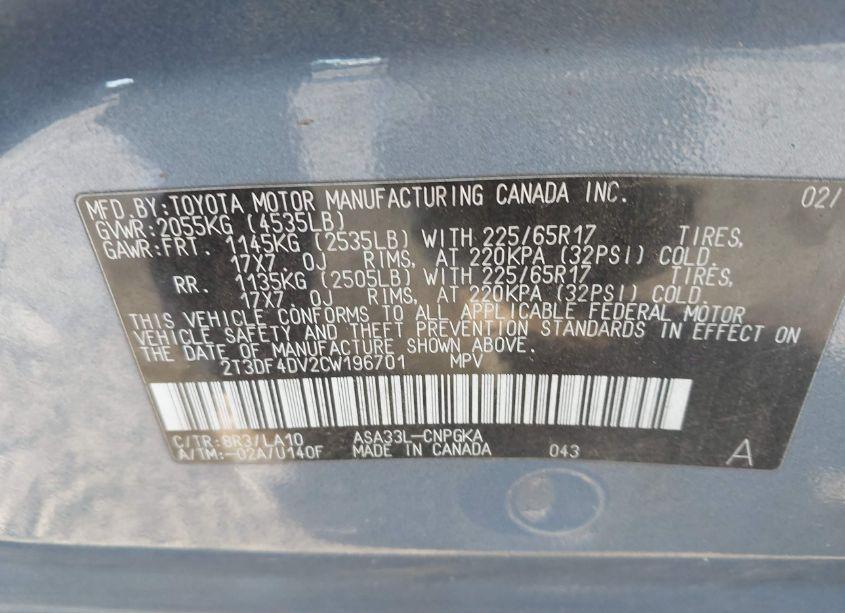 MFD.BY:TOYOTA MOTOR MANUFACTURING CANADA INC. 02/
GVWR:2055KG (4535LB)
GAWR:FRT. 1145KG (2535LB) WITH 225/65R17 TIRES,
17X7 0J RIMS, AT 220KPA (32PSI) COLD.
RR. 1135KG (2505LB) WITH 225/65R17 TIRES,
17X7 0J RIMS, AT 220KPA (32PSI) COLD.
THIS VEHICLE CONFORMS TO ALL APPLICABLE FEDERAL MOTOR
VEHICLE SAFETY AND THEFT PREVENTION STANDARDS IN EFFECT ON
THE DATE OF MANUFACTURE SHOWN ABOVE.
2T3DF4DV2CW196701 MPV
C/TR:8R3/LA10 ASA33L-CNPGKA
A/TM:-02A/U140F MADE IN CANADA 043 A